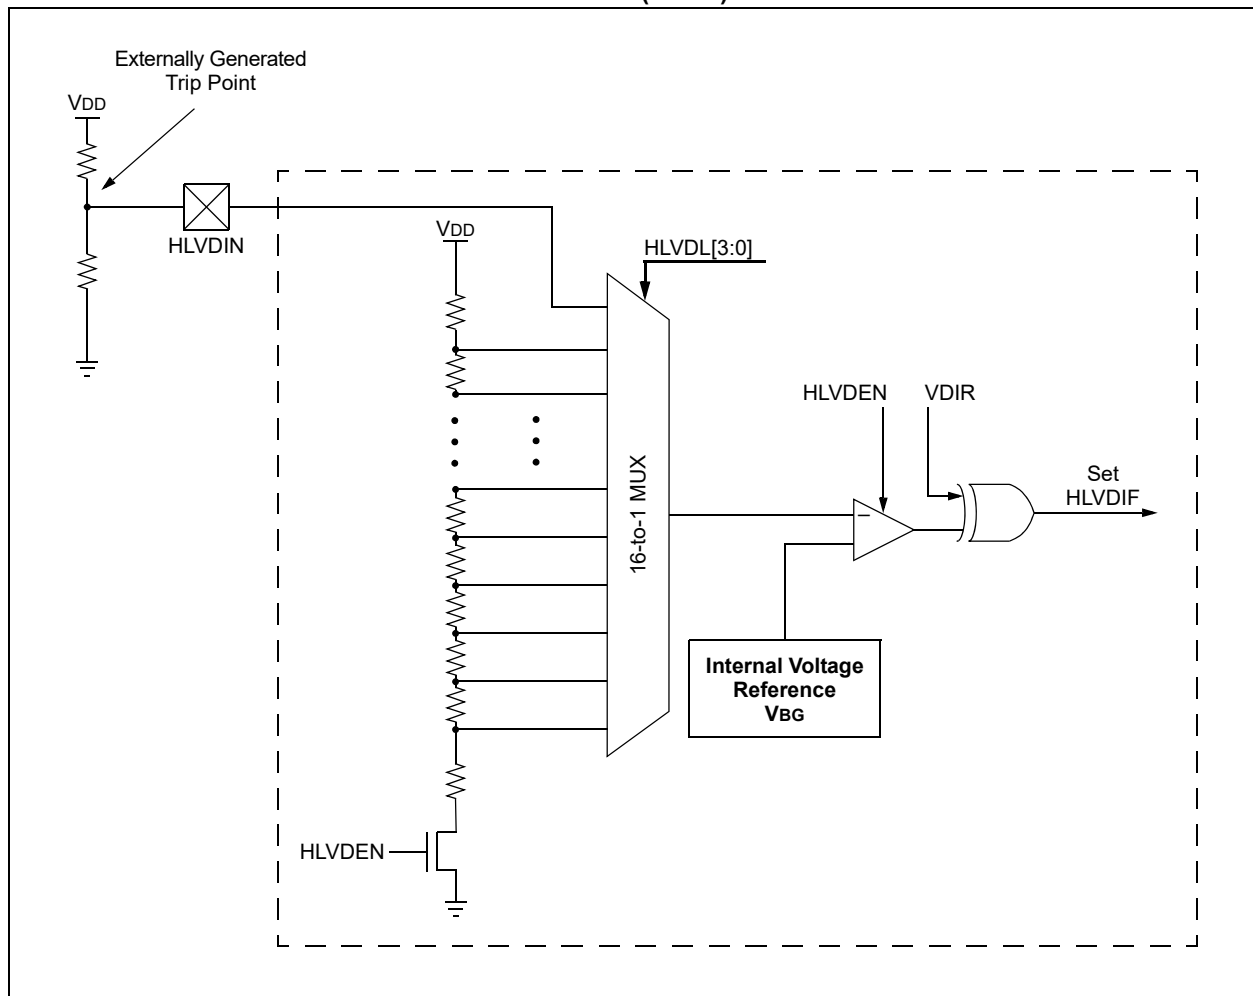 Externally Generated
Trip Point
VDD
HLVDIN
VDD
HLVDL[3:0]
16-to-1 MUX
HLVDEN
VDIR
Set
HLVDIF
–
Internal Voltage
Reference
VBG
HLVDEN